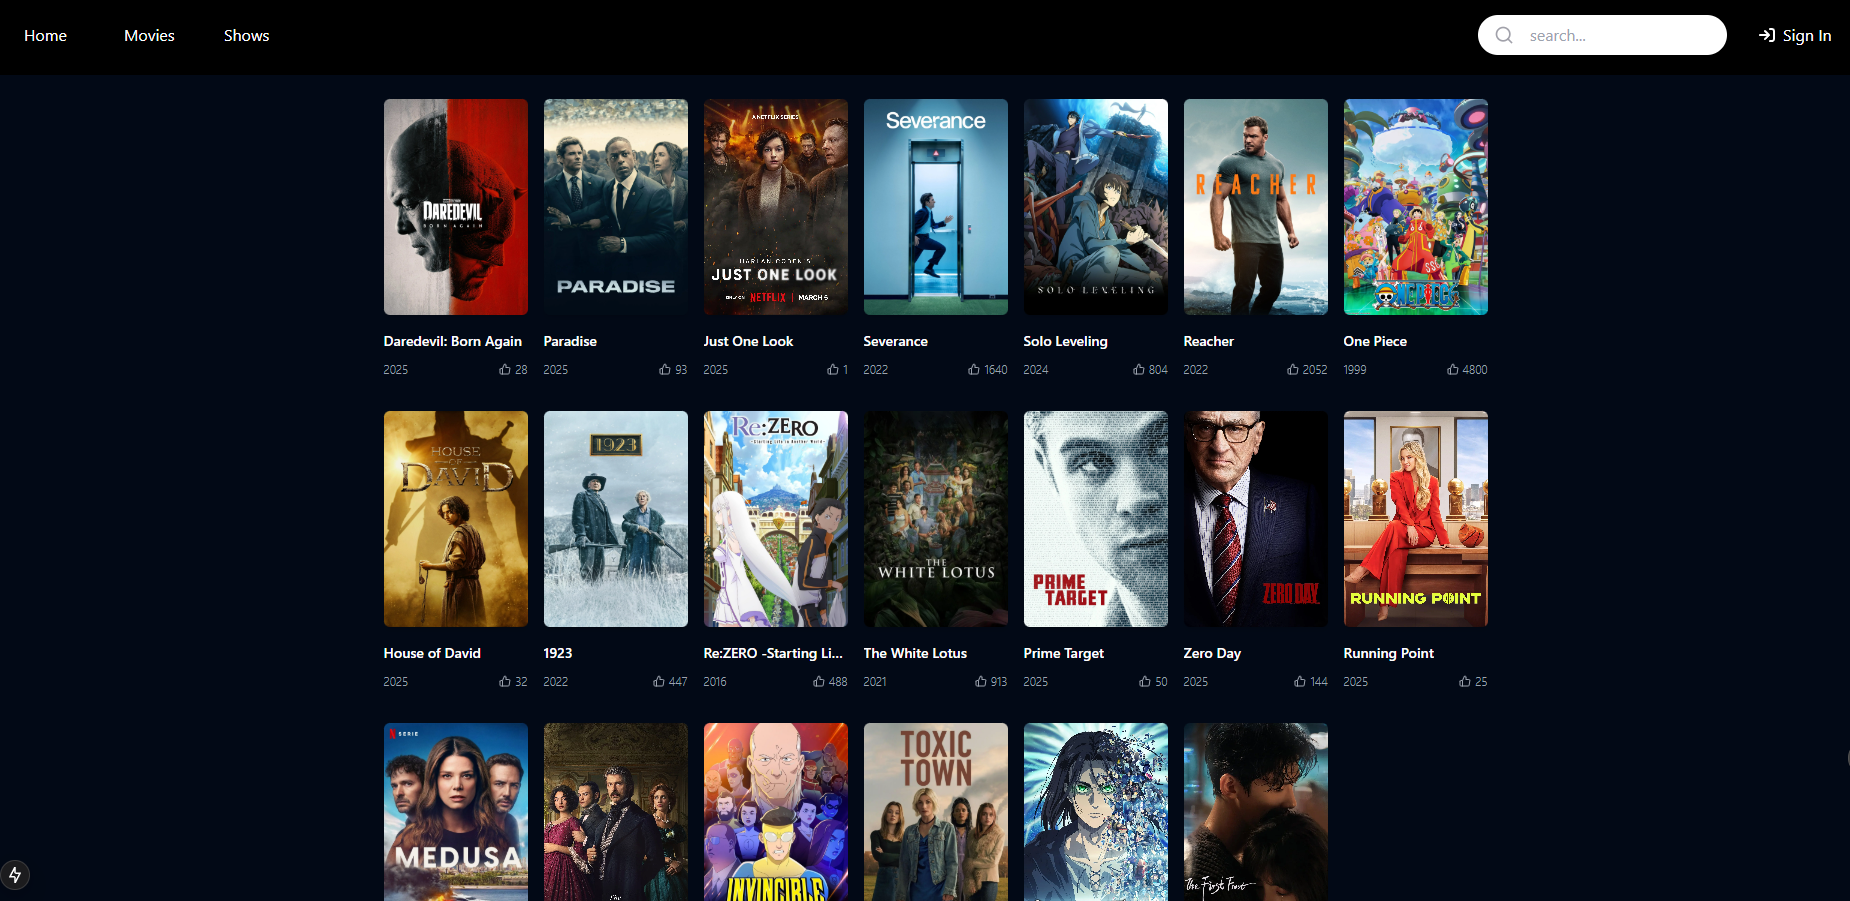 Home
Movies
Shows
search...
Sign In
DAREDEVIL
BORN AGAIN
PARADISE
A NETFLIX SERIES
HARLAN COBEN'S
JUST ONE LOOK
ONLY ON NETFLIX | MARCH 5
Severance
SOLO LEVELING
REACHER
ONE PIECE
Daredevil: Born Again
2025
28
Paradise
2025
93
Just One Look
2025
1
Severance
2022
1640
Solo Leveling
2024
804
Reacher
2022
2052
One Piece
1999
4800
HOUSE
OF
DAVID
1923
Re:ZERO
-Starting Life in Another World-
THE
WHITE LOTUS
PRIME
TARGET
ZERO DAY
RUNNING POINT
House of David
2025
32
1923
2022
447
Re:ZERO -Starting Li...
2016
488
The White Lotus
2021
913
Prime Target
2025
50
Zero Day
2025
144
Running Point
2025
25
N SERIE
MEDUSA
The
INVINCIBLE
TOXIC
TOWN
The First Frost